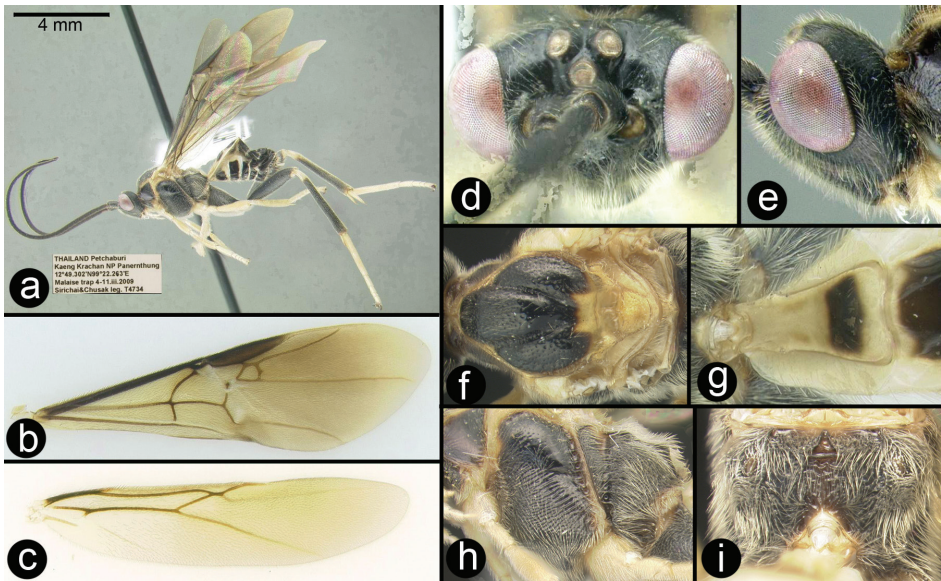 4 mm
THAILAND Petchaburi
Kaeng Krachan NP Panernthung
12°49.302'N99°22.263'E
Malaise trap 4-11.iii.2009
Sirichai&Chusak leg. T4734
a
b
c
d
e
f
g
h
i